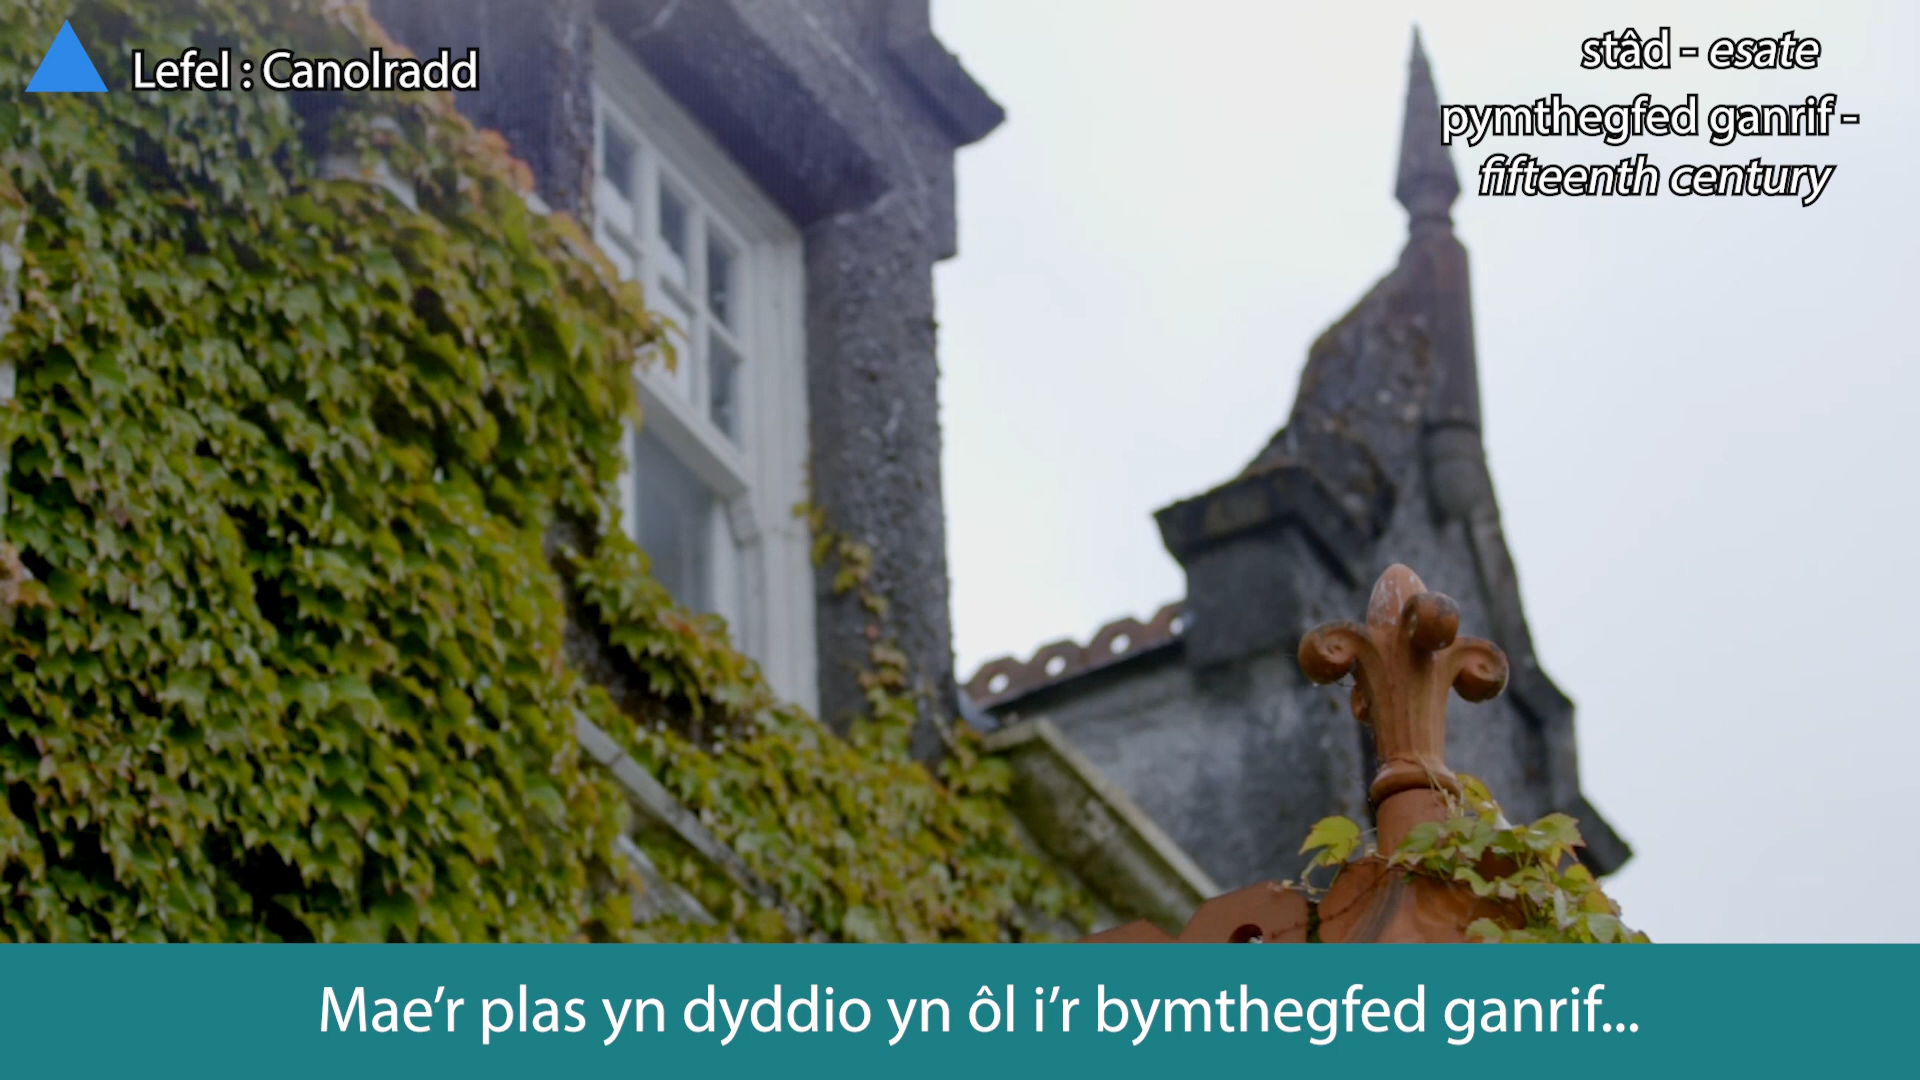 Lefel : Canolradd
stâd - esate
pymthegfed ganrif -
fifteenth century
Mae’r plas yn dyddio yn ôl i’r bymthegfed ganrif...